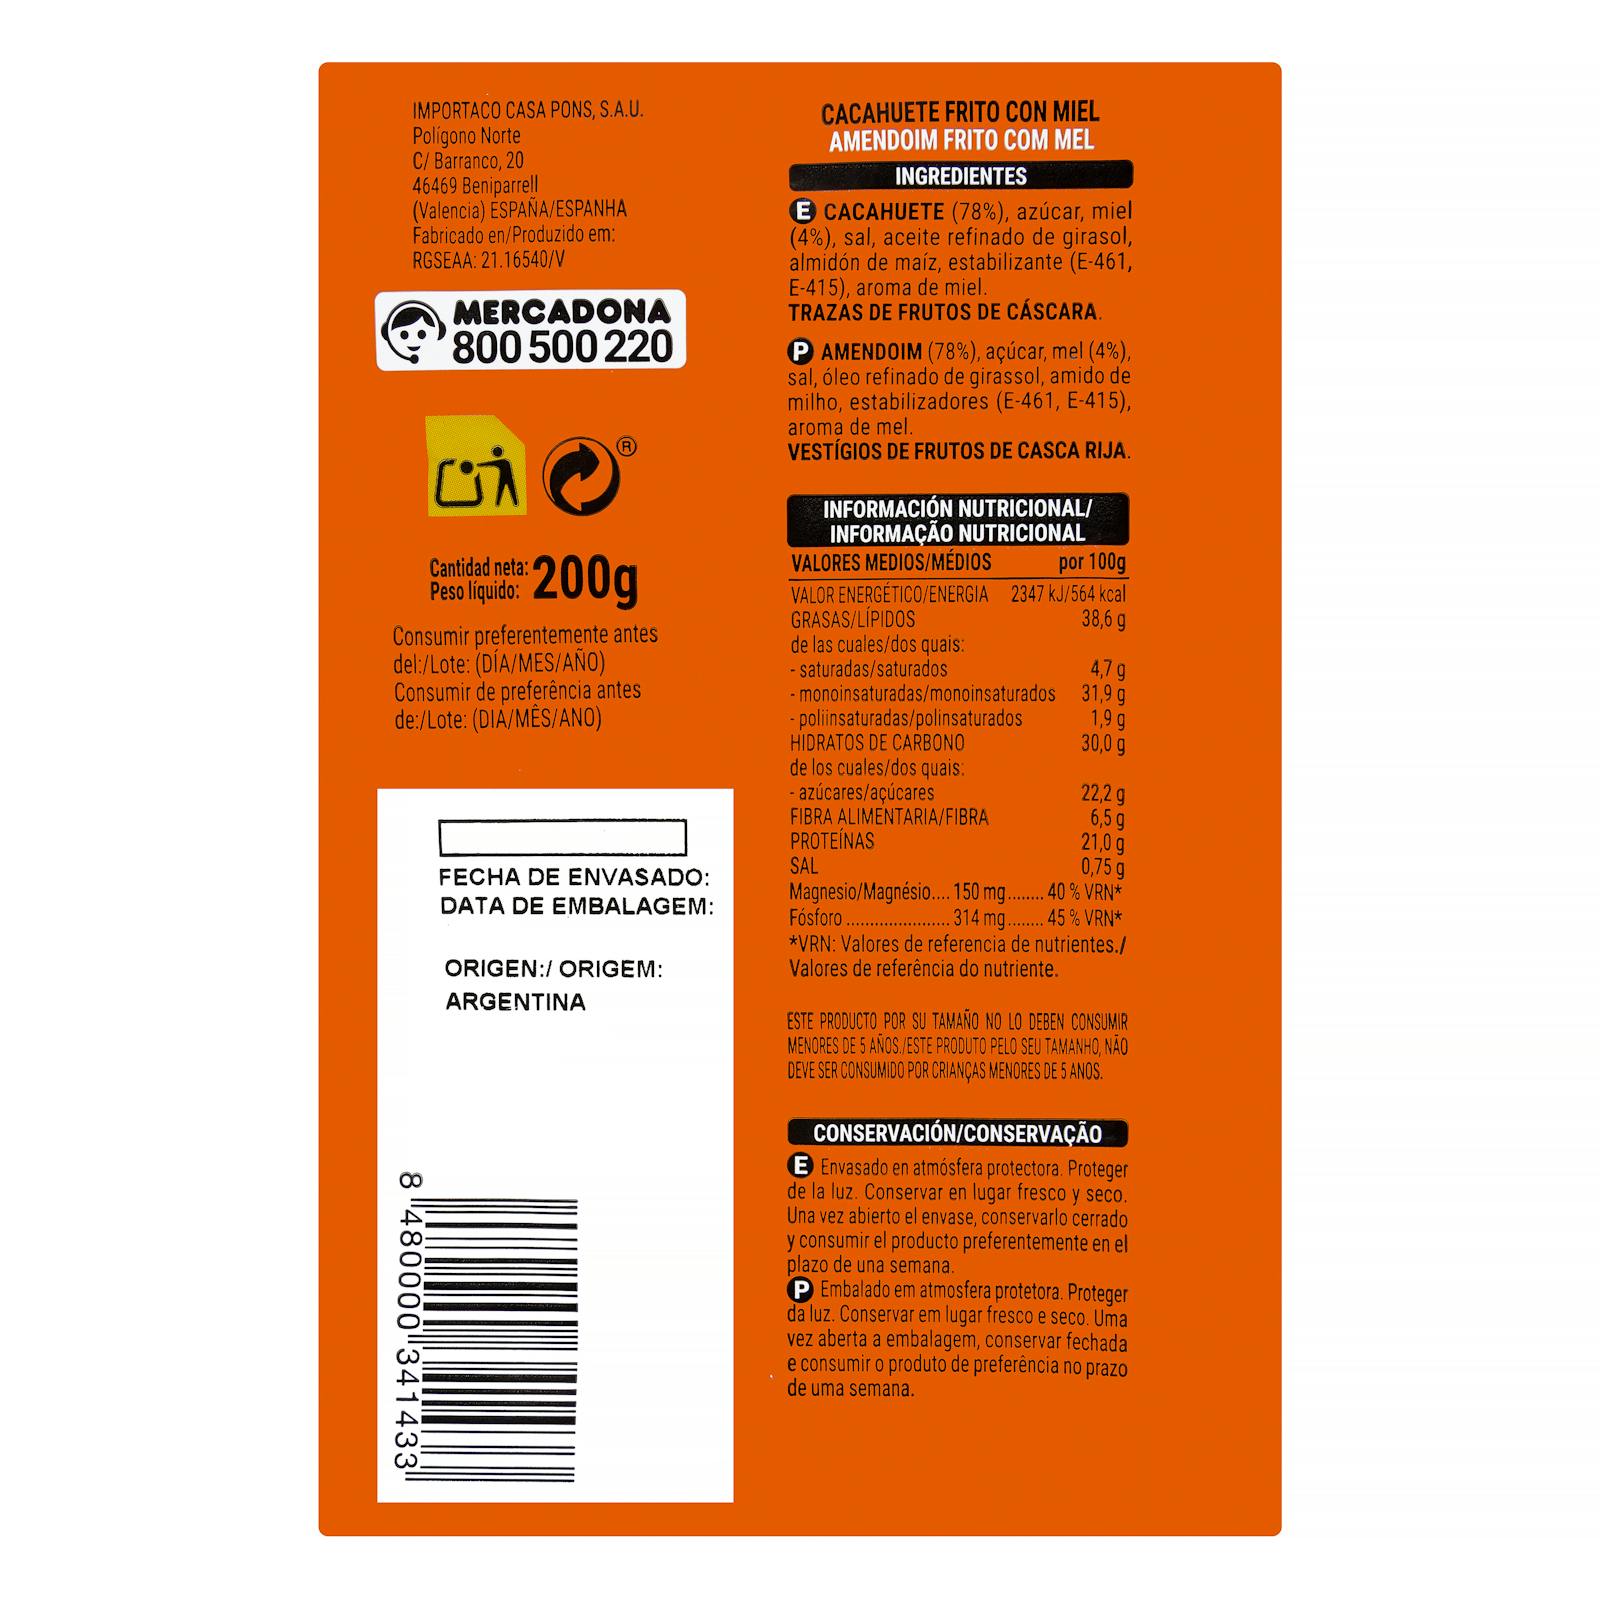 IMPORTACO CASA PONS, S.A.U.
Polígono Norte
C/ Barranco, 20
46469 Beniparrell
(Valencia) ESPAÑA/ESPANHA
Fabricado en/Produzido em:
RGSEAA: 21.16540/V
MERCADONA
800 500 220
®
Cantidad neta:
Peso líquido:
200g
Consumir preferentemente antes
del:/Lote: (DÍA/MES/AÑO)
Consumir de preferência antes
de:/Lote: (DIA/MÊS/ANO)
FECHA DE ENVASADO:
DATA DE EMBALAGEM:
ORIGEN:/ ORIGEM:
ARGENTINA
8 480000 341433
CACAHUETE FRITO CON MIEL
AMENDOIM FRITO COM MEL
INGREDIENTES
E CACAHUETE (78%), azúcar, miel
(4%), sal, aceite refinado de girasol,
almidón de maíz, estabilizante (E-461,
E-415), aroma de miel.
TRAZAS DE FRUTOS DE CÁSCARA.
P AMENDOIM (78%), açúcar, mel (4%),
sal, óleo refinado de girassol, amido de
milho, estabilizadores (E-461, E-415),
aroma de mel.
VESTÍGIOS DE FRUTOS DE CASCA RIJA.
INFORMACIÓN NUTRICIONAL/
INFORMAÇÃO NUTRICIONAL
VALORES MEDIOS/MÉDIOS por 100g
VALOR ENERGÉTICO/ENERGIA 2347 kJ/564 kcal
GRASAS/LÍPIDOS 38,6 g
de las cuales/dos quais:
- saturadas/saturados 4,7 g
- monoinsaturadas/monoinsaturados 31,9 g
- poliinsaturadas/polinsaturados 1,9 g
HIDRATOS DE CARBONO 30,0 g
de los cuales/dos quais:
- azúcares/açúcares 22,2 g
FIBRA ALIMENTARIA/FIBRA 6,5 g
PROTEÍNAS 21,0 g
SAL 0,75 g
Magnesio/Magnésio.... 150 mg........ 40 % VRN*
Fósforo ...................... 314 mg....... 45 % VRN*
*VRN: Valores de referencia de nutrientes./
Valores de referência do nutriente.
ESTE PRODUCTO POR SU TAMAÑO NO LO DEBEN CONSUMIR
MENORES DE 5 AÑOS./ESTE PRODUTO PELO SEU TAMANHO, NÃO
DEVE SER CONSUMIDO POR CRIANÇAS MENORES DE 5 ANOS.
CONSERVACIÓN/CONSERVAÇÃO
E Envasado en atmósfera protectora. Proteger
de la luz. Conservar en lugar fresco y seco.
Una vez abierto el envase, conservarlo cerrado
y consumir el producto preferentemente en el
plazo de una semana.
P Embalado em atmosfera protetora. Proteger
da luz. Conservar em lugar fresco e seco. Uma
vez aberta a embalagem, conservar fechada
e consumir o produto de preferência no prazo
de uma semana.